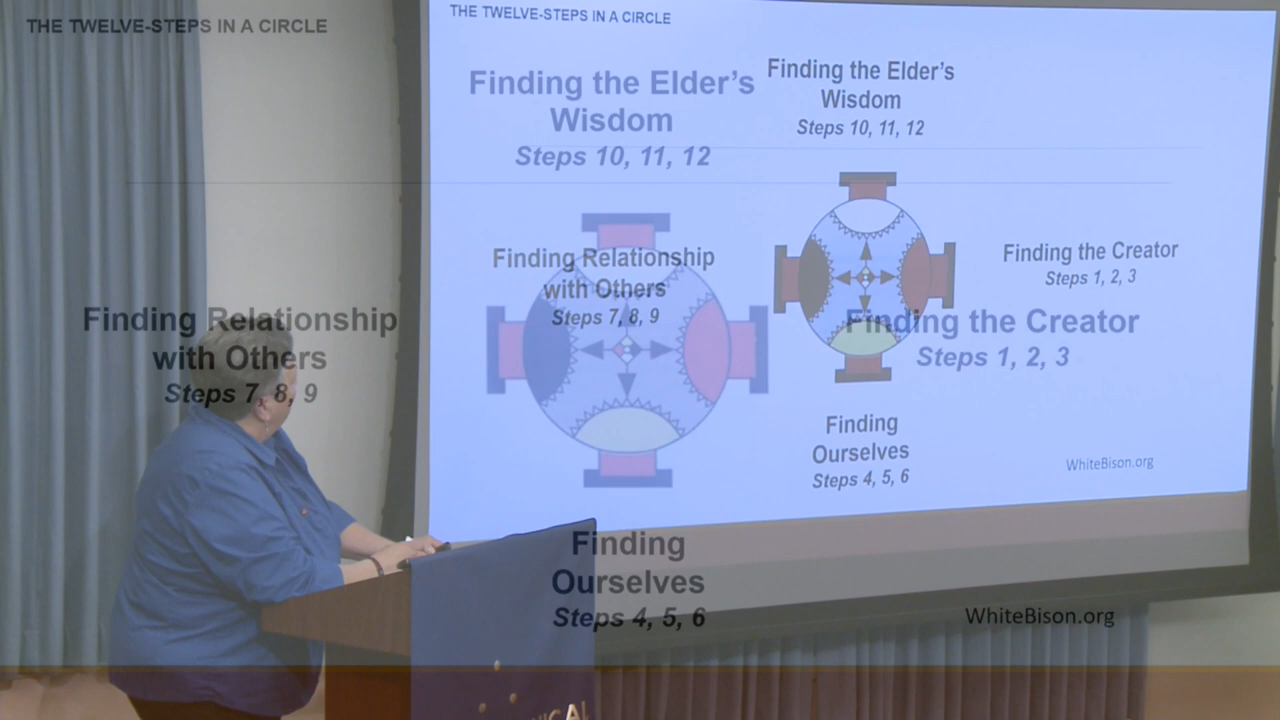 THE TWELVE-STEPS IN A CIRCLE
Finding the Elder's
Wisdom
Steps 10, 11, 12
Finding Relationship
with Others
Steps 7, 8, 9
Finding the Creator
Steps 1, 2, 3
Finding
Ourselves
Steps 4, 5, 6
WhiteBison.org
THE TWELVE-STEPS IN A CIRCLE
Finding the Elder's
Wisdom
Steps 10, 11, 12
Finding Relationship
with Others
Steps 7, 8, 9
Finding the Creator
Steps 1, 2, 3
Finding
Ourselves
Steps 4, 5, 6
WhiteBison.org